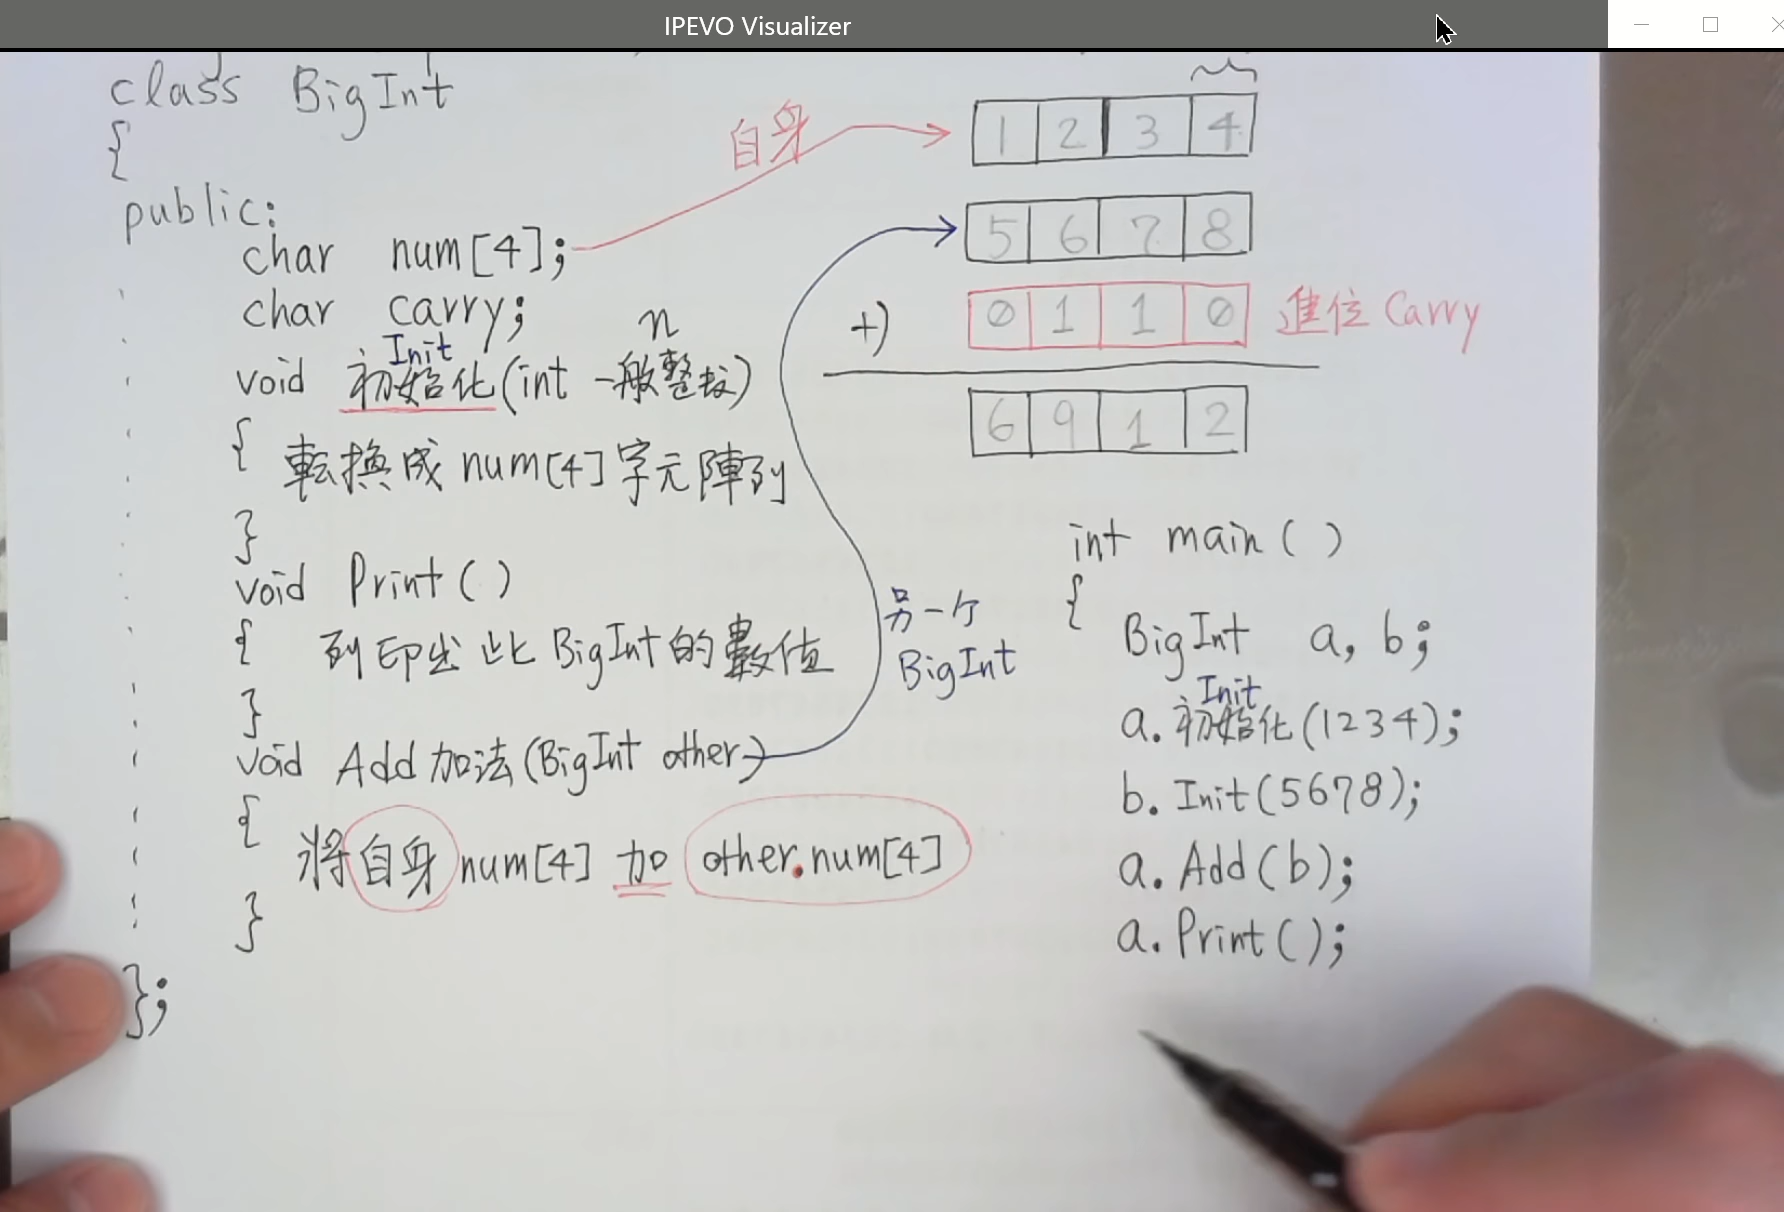 IPEVO Visualizer
class BigInt
{
public:
char num[4];
char carry;
Init
n
void 初始化(int 一般整數)
{
轉換成 num[4] 字元陣列
}
void Print()
{
列印出此 BigInt 的數值
}
void Add 加法(BigInt other)
{
將自身 num[4] 加 other.num[4]
}
};
自身
1 2 3 4
5 6 7 8
+)
0 1 1 0
進位 Carry
6 9 1 2
另一个
BigInt
int main()
{
BigInt a, b;
Init
a.初始化(1234);
b.Init(5678);
a.Add(b);
a.Print();